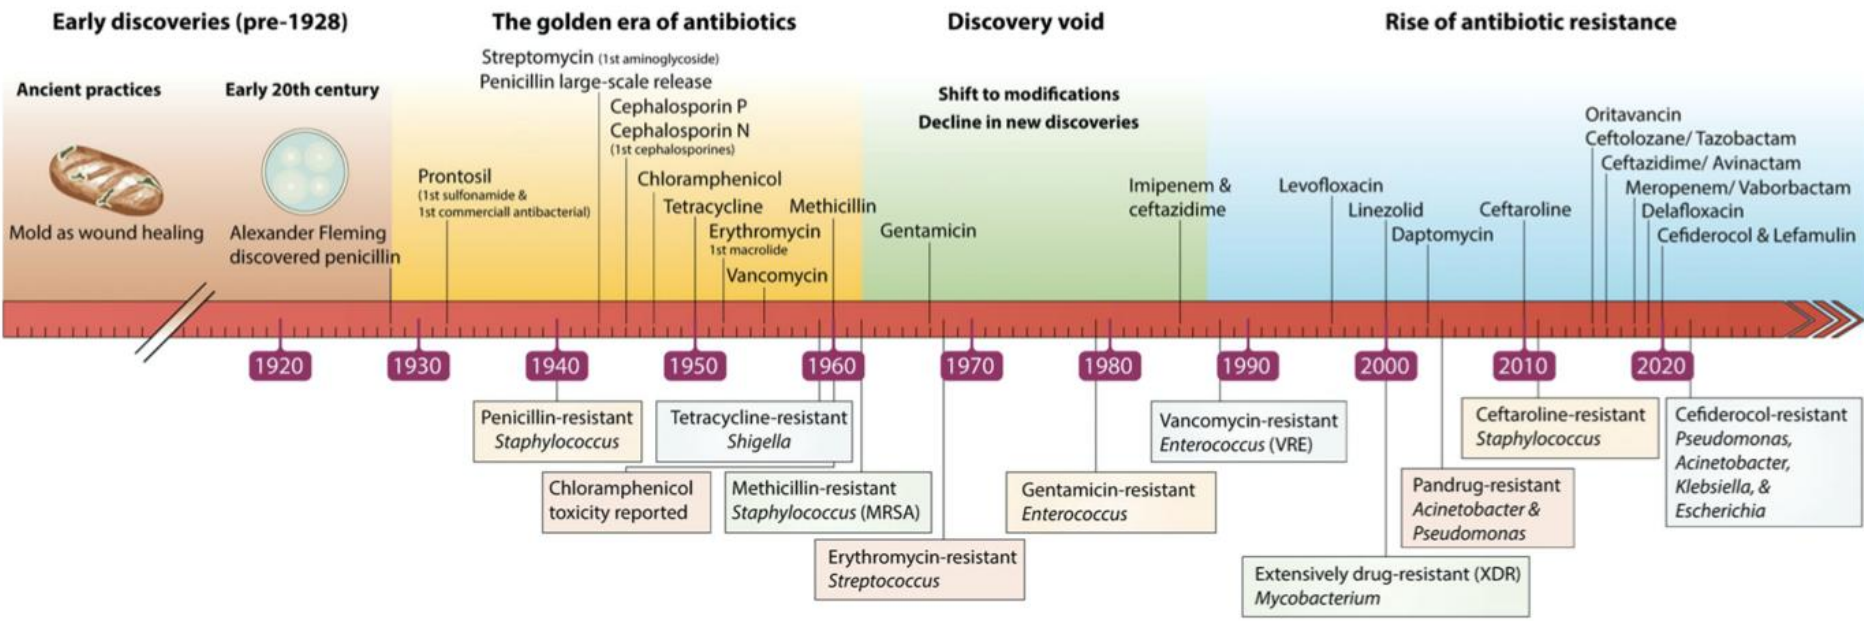 Early discoveries (pre-1928)
The golden era of antibiotics
Discovery void
Rise of antibiotic resistance
Ancient practices
Mold as wound healing
Early 20th century
Alexander Fleming
discovered penicillin
Prontosil
(1st sulfonamide &
1st commerciall antibacterial)
Streptomycin (1st aminoglycoside)
Penicillin large-scale release
Cephalosporin P
Cephalosporin N
(1st cephalosporines)
Chloramphenicol
Tetracycline
Erythromycin
1st macrolide
Vancomycin
Methicillin
Shift to modifications
Decline in new discoveries
Gentamicin
Imipenem &
ceftazidime
Levofloxacin
Linezolid
Daptomycin
Ceftaroline
Oritavancin
Ceftolozane/ Tazobactam
Ceftazidime/ Avinactam
Meropenem/ Vaborbactam
Delafloxacin
Cefiderocol & Lefamulin
1920
1930
1940
1950
1960
1970
1980
1990
2000
2010
2020
Penicillin-resistant
Staphylococcus
Tetracycline-resistant
Shigella
Chloramphenicol
toxicity reported
Methicillin-resistant
Staphylococcus (MRSA)
Erythromycin-resistant
Streptococcus
Gentamicin-resistant
Enterococcus
Vancomycin-resistant
Enterococcus (VRE)
Extensively drug-resistant (XDR)
Mycobacterium
Pandrug-resistant
Acinetobacter &
Pseudomonas
Ceftaroline-resistant
Staphylococcus
Cefiderocol-resistant
Pseudomonas,
Acinetobacter,
Klebsiella, &
Escherichia